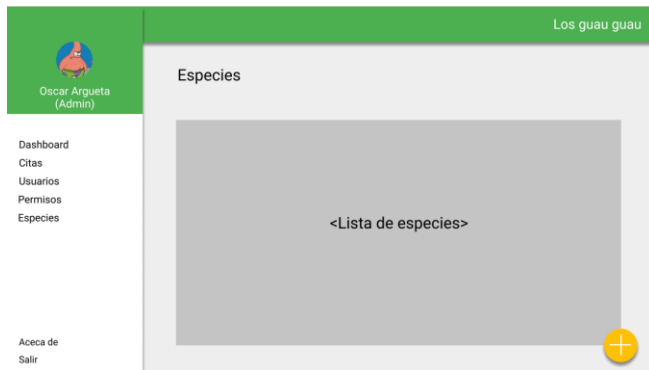 Los guau guau
Oscar Argueta
(Admin)
Especies
Dashboard
Citas
Usuarios
Permisos
Especies
<Lista de especies>
Aceca de
Salir